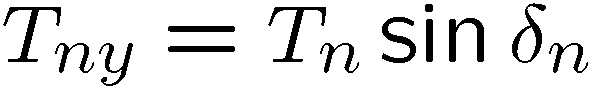 T_{ny} = T_n sin δ_n